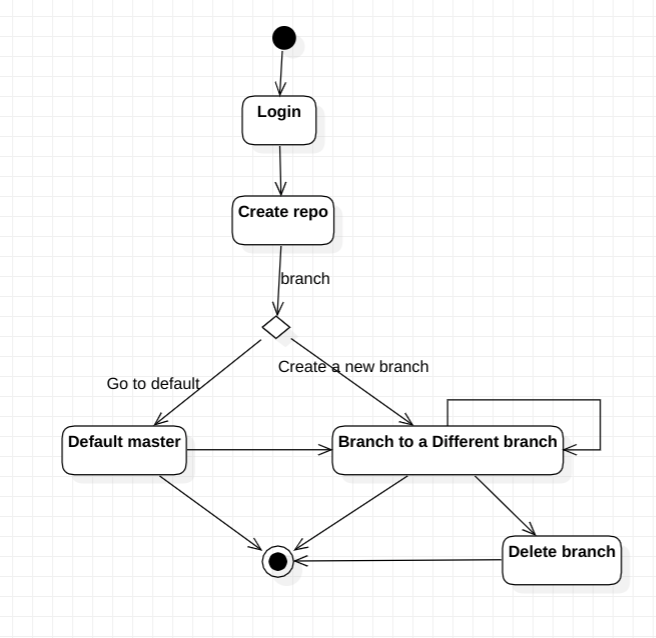 Login
Create repo
branch
Create a new branch
Go to default
Default master
Branch to a Different branch
Delete branch